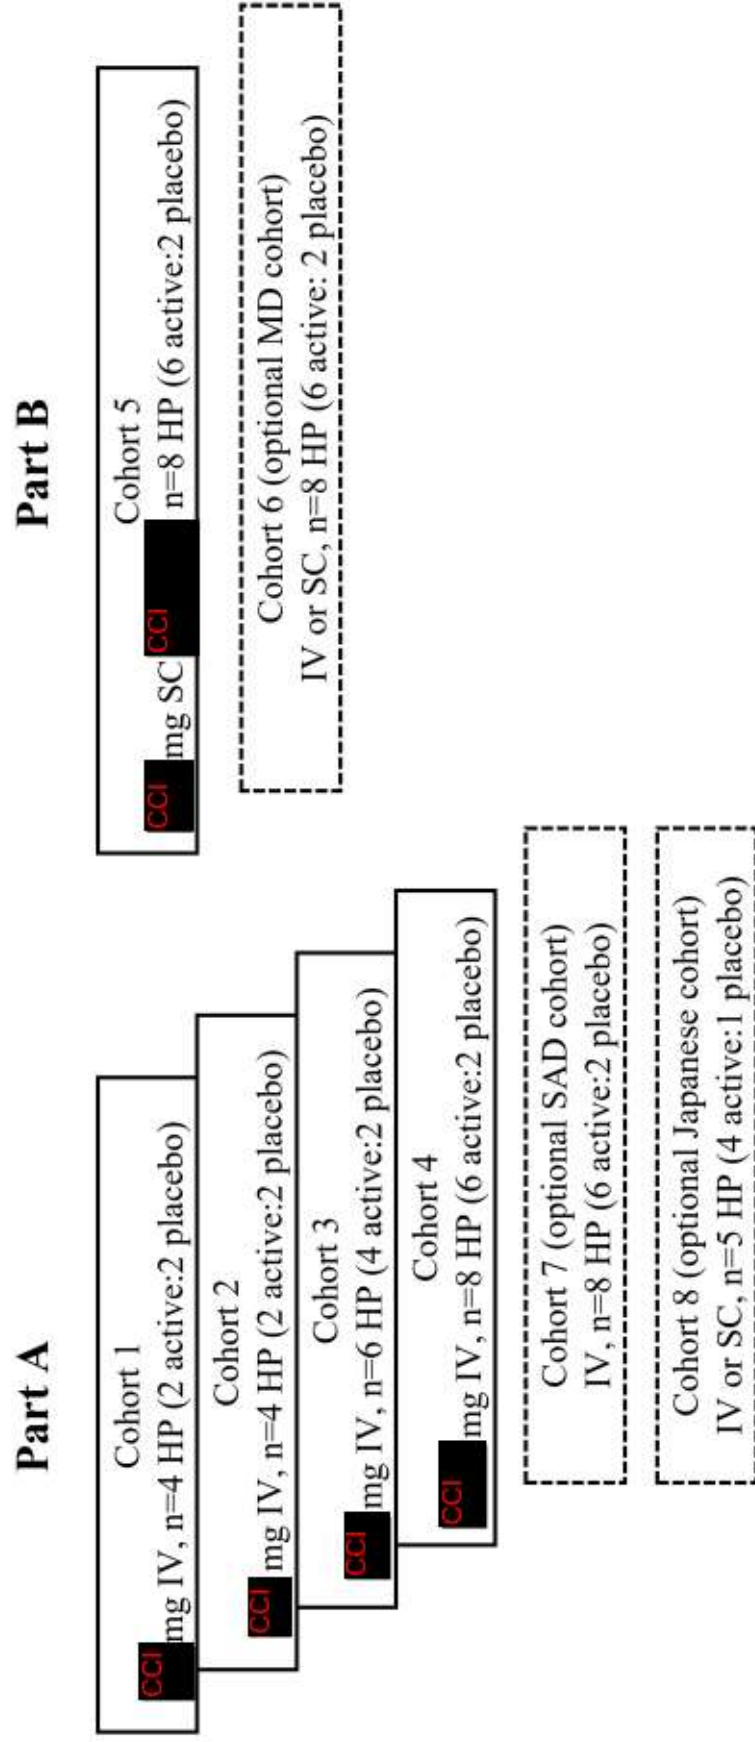 Part A
Cohort 1
CCI mg IV, n=4 HP (2 active:2 placebo)
Cohort 2
CCI mg IV, n=4 HP (2 active:2 placebo)
Cohort 3
CCI mg IV, n=6 HP (4 active:2 placebo)
Cohort 4
CCI mg IV, n=8 HP (6 active:2 placebo)
Cohort 7 (optional SAD cohort)
IV, n=8 HP (6 active:2 placebo)
Cohort 8 (optional Japanese cohort)
IV or SC, n=5 HP (4 active:1 placebo)
Part B
Cohort 5
CCI mg SC CCI n=8 HP (6 active:2 placebo)
Cohort 6 (optional MD cohort)
IV or SC, n=8 HP (6 active: 2 placebo)